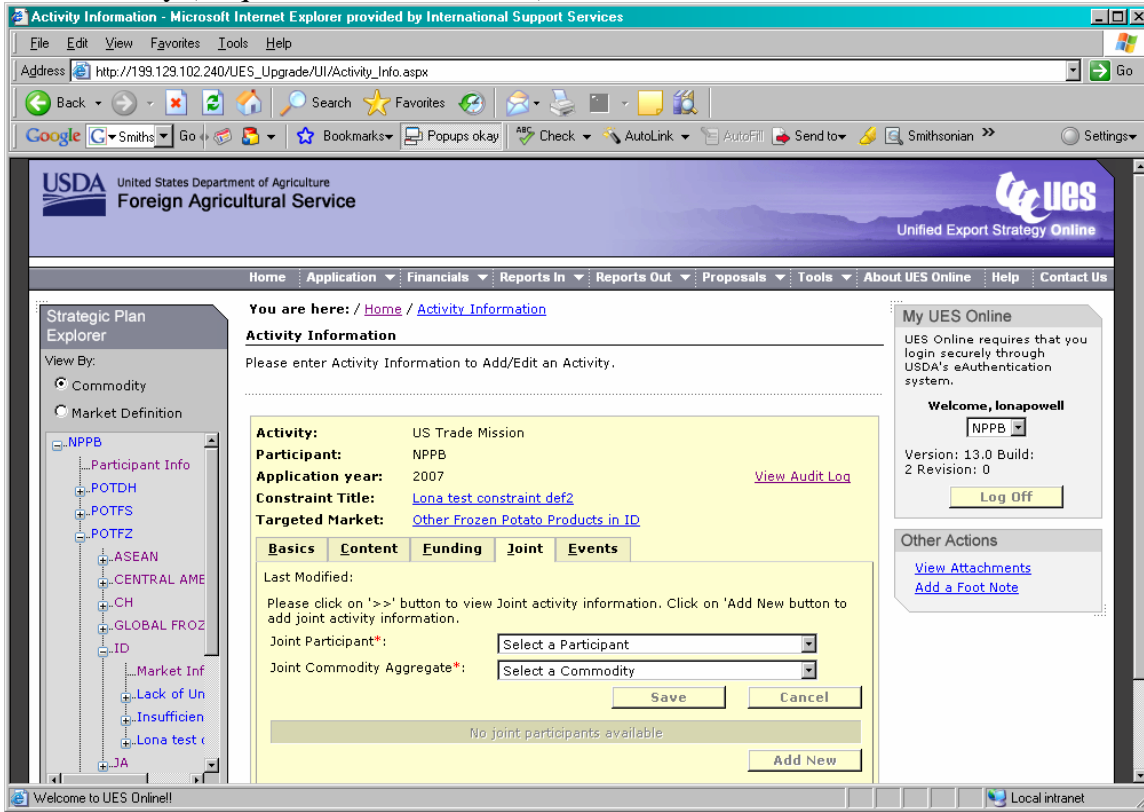 Activity Information - Microsoft Internet Explorer provided by International Support Services
File Edit View Favorites Tools Help
Address http://199.129.102.240/UES_Upgrade/UI/Activity_Info.aspx Go
Back Search Favorites
Google G Smiths Go Bookmarks Popups okay ABC Check AutoLink AutoFill Send to Smithsonian >> Settings
USDA United States Department of Agriculture
Foreign Agricultural Service
ues
Unified Export Strategy Online
Home Application Financials Reports In Reports Out Proposals Tools About UES Online Help Contact Us
Strategic Plan Explorer
View By:
Commodity
Market Definition
NPPB
Participant Info
POTDH
POTFS
POTFZ
ASEAN
CENTRAL AME
CH
GLOBAL FROZ
ID
Market Inf
Lack of Un
Insufficien
Lona test
JA
You are here: / Home / Activity Information
Activity Information
Please enter Activity Information to Add/Edit an Activity.
Activity: US Trade Mission
Participant: NPPB
Application year: 2007 View Audit Log
Constraint Title: Lona test constraint def2
Targeted Market: Other Frozen Potato Products in ID
Basics Content Funding Joint Events
Last Modified:
Please click on '>>' button to view Joint activity information. Click on 'Add New button to
add joint activity information.
Joint Participant*: Select a Participant
Joint Commodity Aggregate*: Select a Commodity
Save Cancel
No joint participants available
Add New
My UES Online
UES Online requires that you
login securely through
USDA's eAuthentication
system.
Welcome, lonapowell
NPPB
Version: 13.0 Build:
2 Revision: 0
Log Off
Other Actions
View Attachments
Add a Foot Note
Welcome to UES Online!! Local intranet